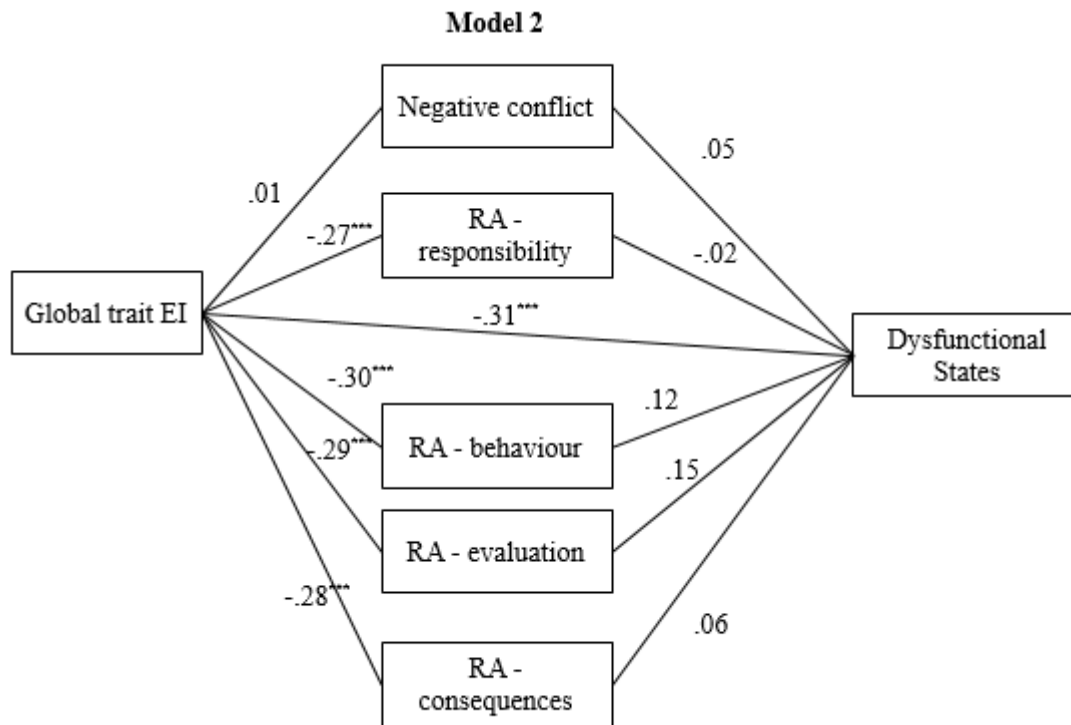 Model 2
Negative conflict
.05
.01
-.27***
RA -
responsibility
-.02
Global trait EI
-.31***
Dysfunctional
States
-.30***
.12
-.29***
RA - behaviour
.15
RA - evaluation
-.28***
.06
RA -
consequences